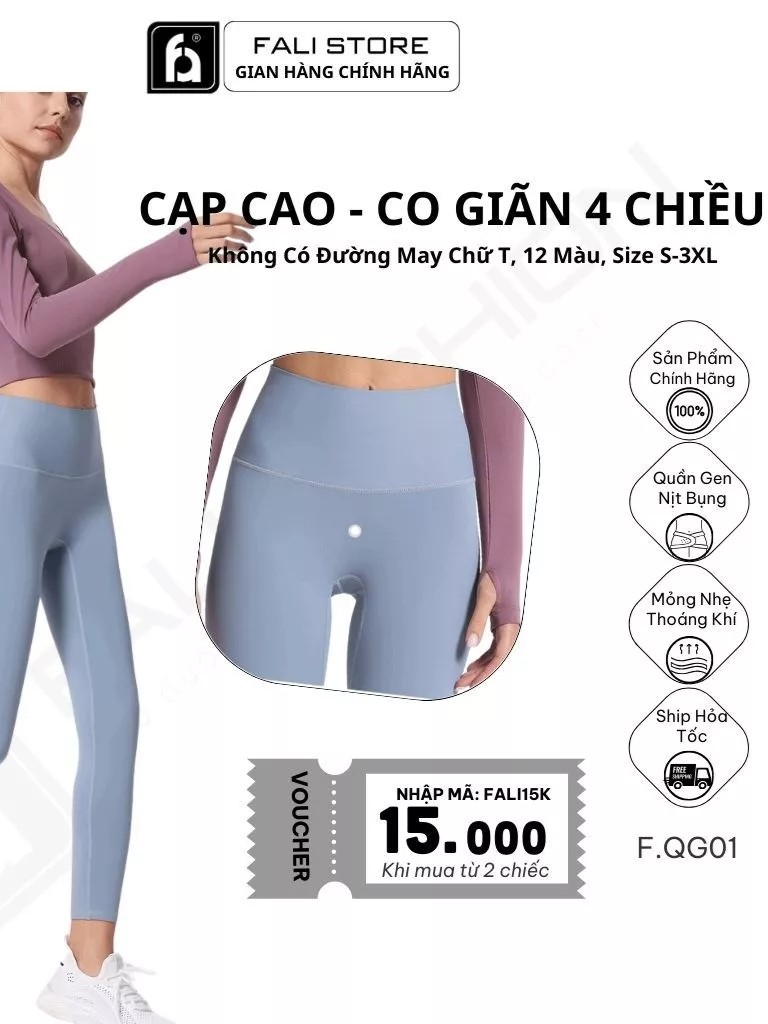 FALI STORE
GIAN HÀNG CHÍNH HÃNG
CẠP CAO - CO GIÃN 4 CHIỀU
Không Có Đường May Chữ T, 12 Màu, Size S-3XL
Sản Phẩm
Chính Hãng
100%
Quần Gen
Nịt Bụng
Mỏng Nhẹ
Thoáng Khí
Ship Hỏa
Tốc
FREE
SHIPPING
VOUCHER
NHẬP MÃ: FALI15K
15.000
Khi mua từ 2 chiếc
F.QG01